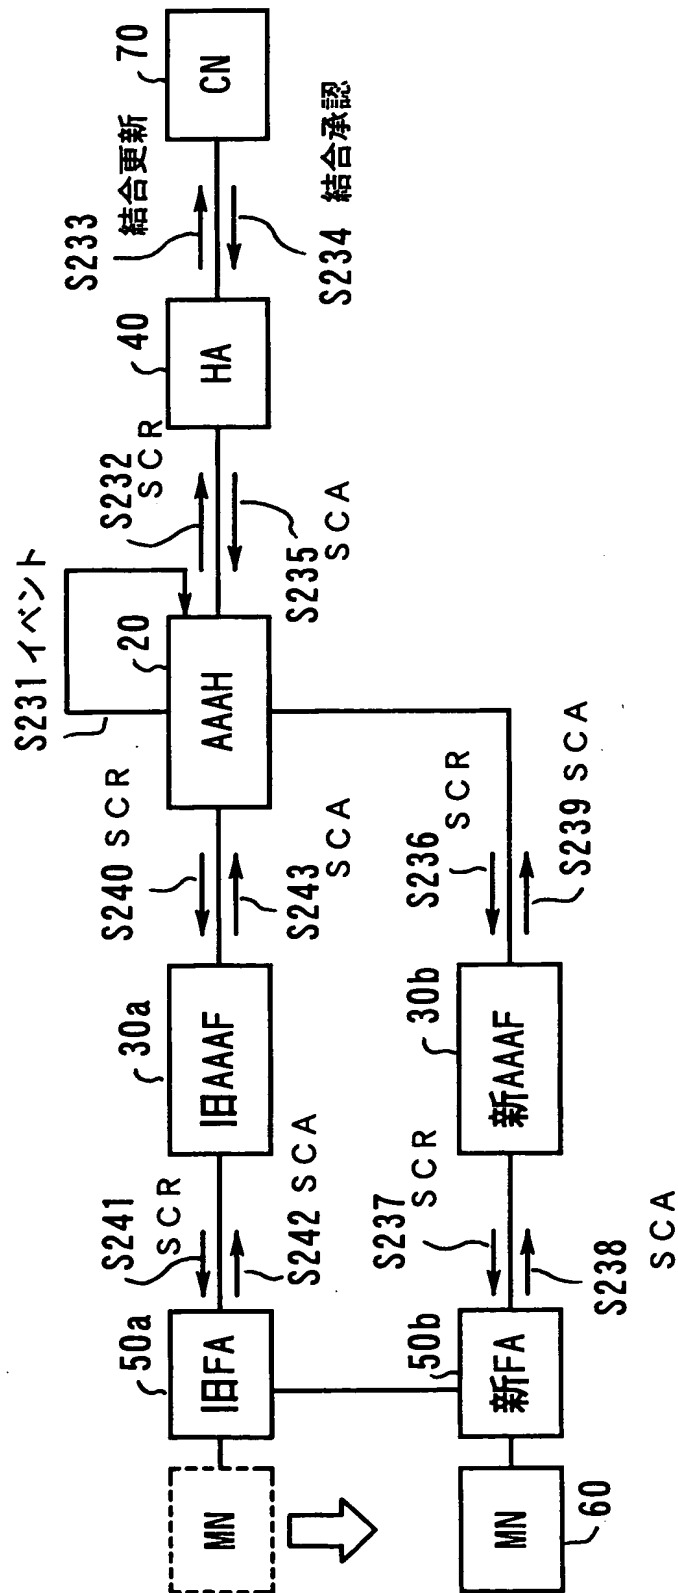 S231 イベント
S240 SCR
20
AAAH
S243
SCA
S232
SCR
S235
SCA
40
HA
S233
結合更新
S234 結合承認
70
CN
MN
50a
旧FA
S241
SCR
S242 SCA
30a
旧AAAF
MN
60
50b
新FA
S237
SCR
S238
SCA
30b
新AAAF
S236
SCR
S239 SCA